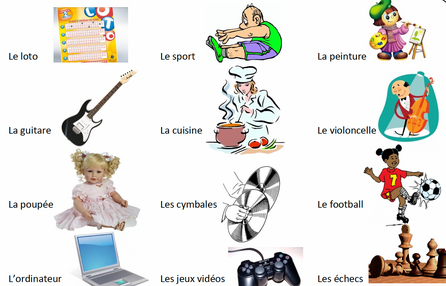 Le loto
Le sport
La peinture
La guitare
La cuisine
Le violoncelle
La poupée
Les cymbales
Le football
L'ordinateur
Les jeux vidéos
Les échecs